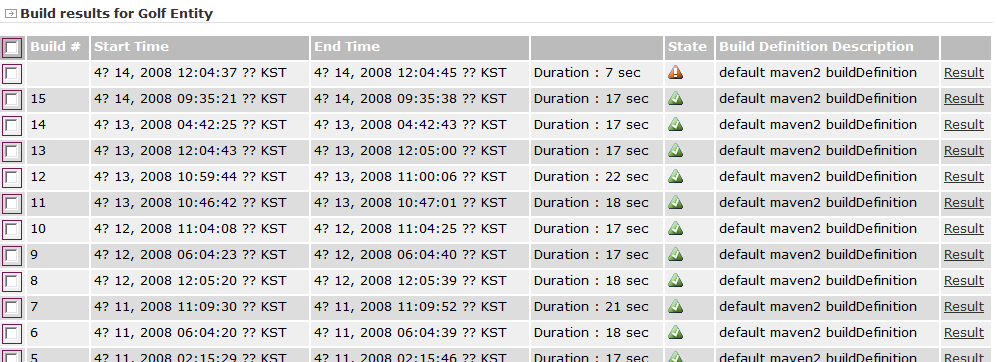 Build results for Golf Entity
Build # Start Time End Time State Build Definition Description
4? 14, 2008 12:04:37 ?? KST 4? 14, 2008 12:04:45 ?? KST Duration : 7 sec default maven2 buildDefinition Result
15 4? 14, 2008 09:35:21 ?? KST 4? 14, 2008 09:35:38 ?? KST Duration : 17 sec default maven2 buildDefinition Result
14 4? 13, 2008 04:42:25 ?? KST 4? 13, 2008 04:42:43 ?? KST Duration : 17 sec default maven2 buildDefinition Result
13 4? 13, 2008 12:04:43 ?? KST 4? 13, 2008 12:05:00 ?? KST Duration : 17 sec default maven2 buildDefinition Result
12 4? 13, 2008 10:59:44 ?? KST 4? 13, 2008 11:00:06 ?? KST Duration : 22 sec default maven2 buildDefinition Result
11 4? 13, 2008 10:46:42 ?? KST 4? 13, 2008 10:47:01 ?? KST Duration : 18 sec default maven2 buildDefinition Result
10 4? 12, 2008 11:04:08 ?? KST 4? 12, 2008 11:04:25 ?? KST Duration : 17 sec default maven2 buildDefinition Result
9 4? 12, 2008 06:04:23 ?? KST 4? 12, 2008 06:04:40 ?? KST Duration : 17 sec default maven2 buildDefinition Result
8 4? 12, 2008 12:05:20 ?? KST 4? 12, 2008 12:05:39 ?? KST Duration : 18 sec default maven2 buildDefinition Result
7 4? 11, 2008 11:09:30 ?? KST 4? 11, 2008 11:09:52 ?? KST Duration : 21 sec default maven2 buildDefinition Result
6 4? 11, 2008 06:04:20 ?? KST 4? 11, 2008 06:04:39 ?? KST Duration : 18 sec default maven2 buildDefinition Result
5 4? 11, 2008 02:15:29 ?? KST 4? 11, 2008 02:15:46 ?? KST Duration : 17 sec default maven2 buildDefinition Result